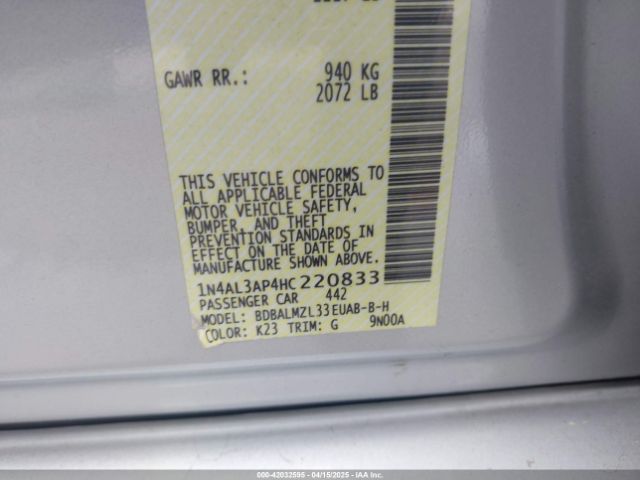 GAWR RR.: 940 KG
2072 LB
THIS VEHICLE CONFORMS TO
ALL APPLICABLE FEDERAL
MOTOR VEHICLE SAFETY,
BUMPER, AND THEFT
PREVENTION STANDARDS IN
EFFECT ON THE DATE OF
MANUFACTURE SHOWN ABOVE.
1N4AL3AP4HC220833
PASSENGER CAR 442
MODEL: BDBALMZL33EUAB-B-H
COLOR: K23 TRIM: G 9N00A
000-42032595 - 04/15/2025 - IAAI.COM